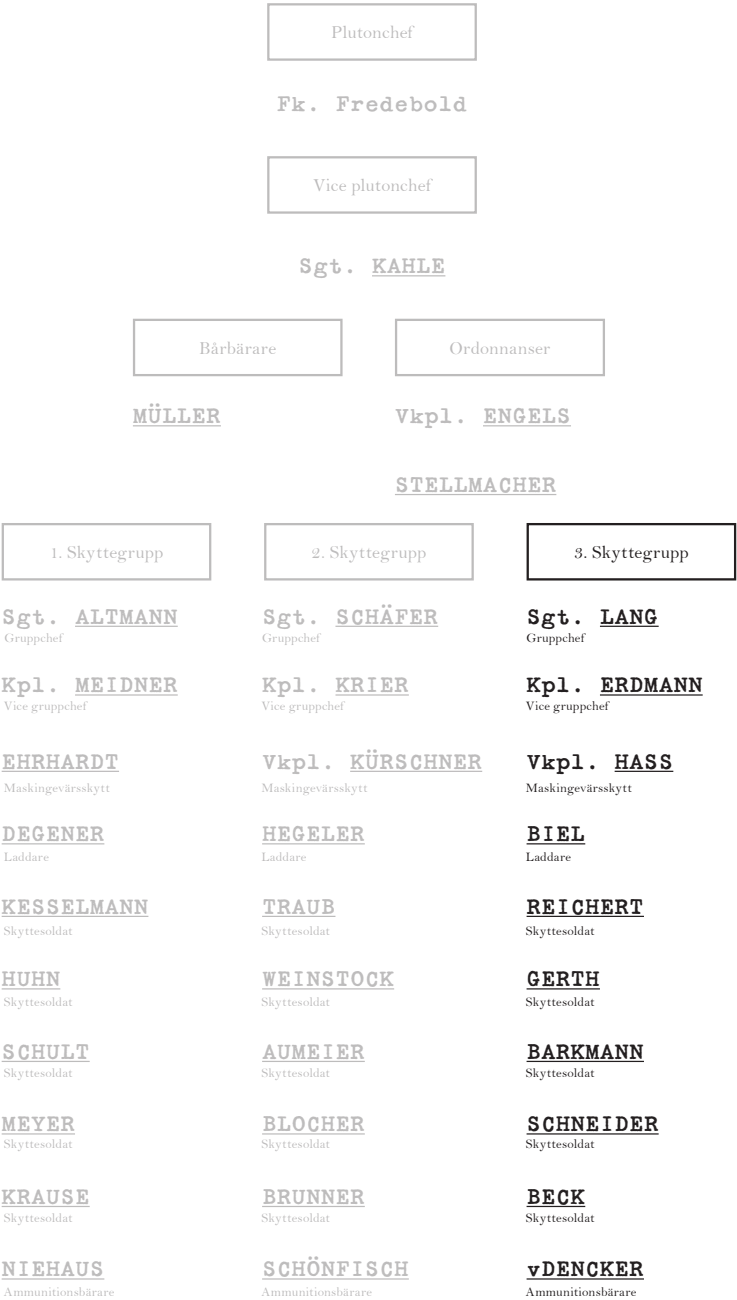 Plutonchef
Fk. Fredebold
Vice plutonchef
Sgt. KAHLE
Bårbärare
MÜLLER
Ordonnanser
Vkpl. ENGELS
STELLMACHER
1. Skyttegrupp
Sgt. ALTMANN
Gruppchef
Kpl. MEIDNER
Vice gruppchef
EHRHARDT
Maskingevärsskytt
DEGENER
Laddare
KESSELMANN
Skyttesoldat
HUHN
Skyttesoldat
SCHULT
Skyttesoldat
MEYER
Skyttesoldat
KRAUSE
Skyttesoldat
NIEHAUS
Ammunitionsbärare
2. Skyttegrupp
Sgt. SCHÄFER
Gruppchef
Kpl. KRIER
Vice gruppchef
Vkpl. KÜRSCHNER
Maskingevärsskytt
HEGELER
Laddare
TRAUB
Skyttesoldat
WEINSTOCK
Skyttesoldat
AUMEIER
Skyttesoldat
BLOCHER
Skyttesoldat
BRUNNER
Skyttesoldat
SCHÖNFISCH
Ammunitionsbärare
3. Skyttegrupp
Sgt. LANG
Gruppchef
Kpl. ERDMANN
Vice gruppchef
Vkpl. HASS
Maskingevärsskytt
BIEL
Laddare
REICHERT
Skyttesoldat
GERTH
Skyttesoldat
BARKMANN
Skyttesoldat
SCHNEIDER
Skyttesoldat
BECK
Skyttesoldat
vDENCKER
Ammunitionsbärare